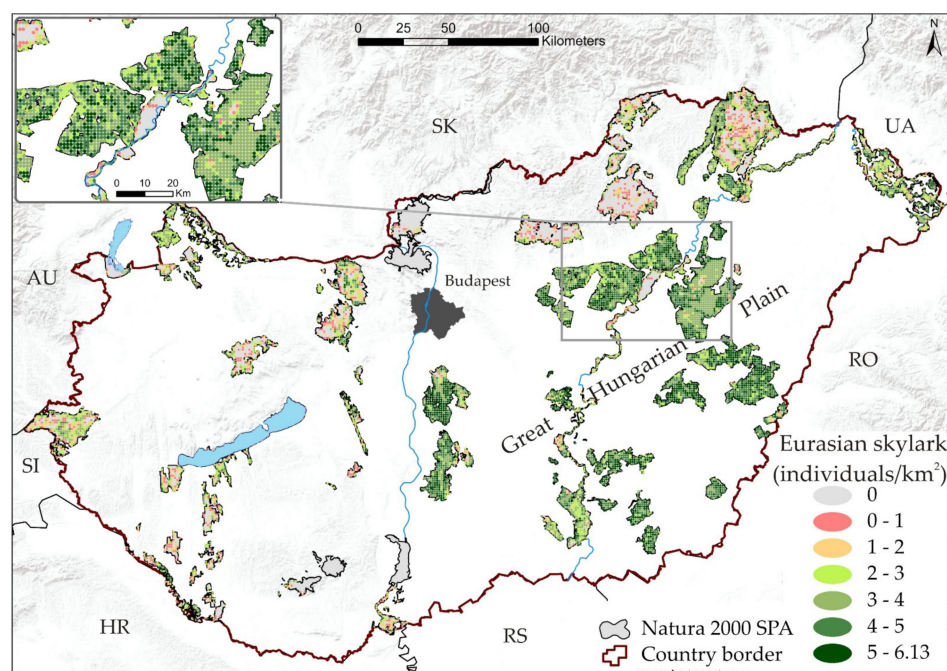 0 25 50 100
Kilometers
N
SK
UA
0 10 20
Km
AU
Budapest
Great Hungarian Plain
RO
SI
HR
RS
Eurasian skylark
(individuals/km²)
0
0 - 1
1 - 2
2 - 3
3 - 4
4 - 5
5 - 6.13
Natura 2000 SPA
Country border